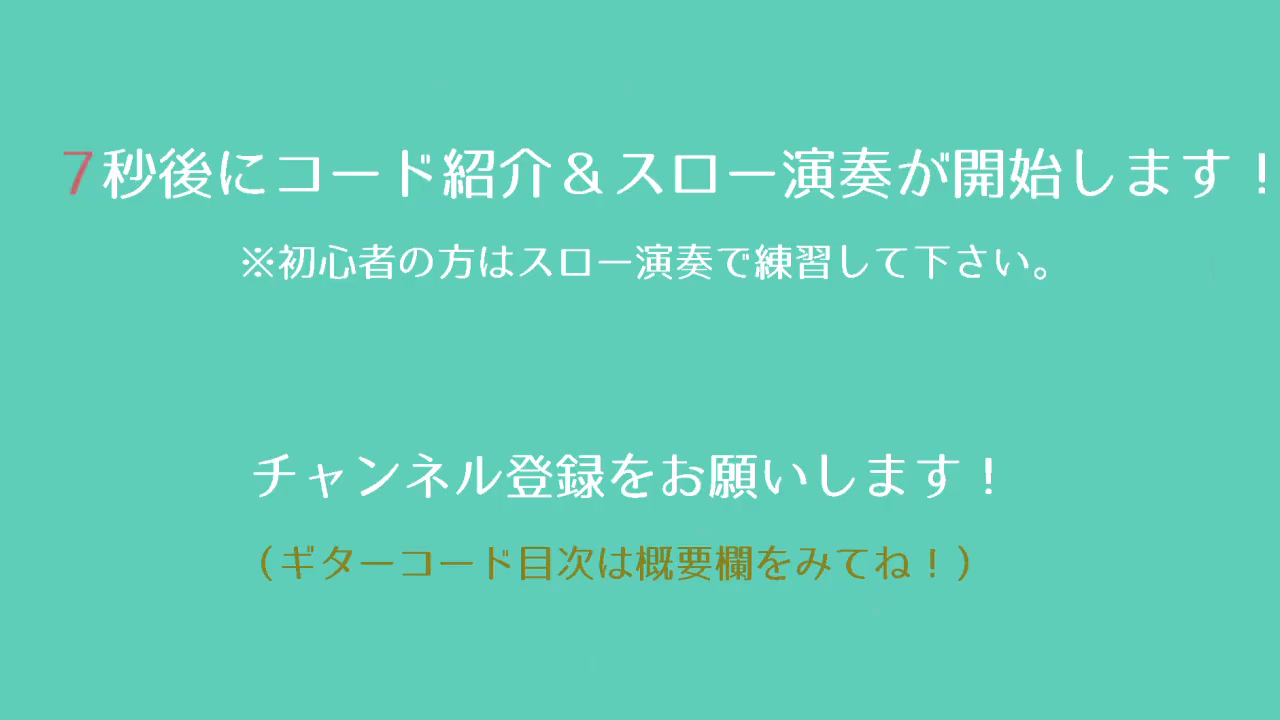 7秒後にコード紹介＆スロー演奏が開始します！
※初心者の方はスロー演奏で練習して下さい。
チャンネル登録をお願いします！
（ギターコード目次は概要欄をみてね！）